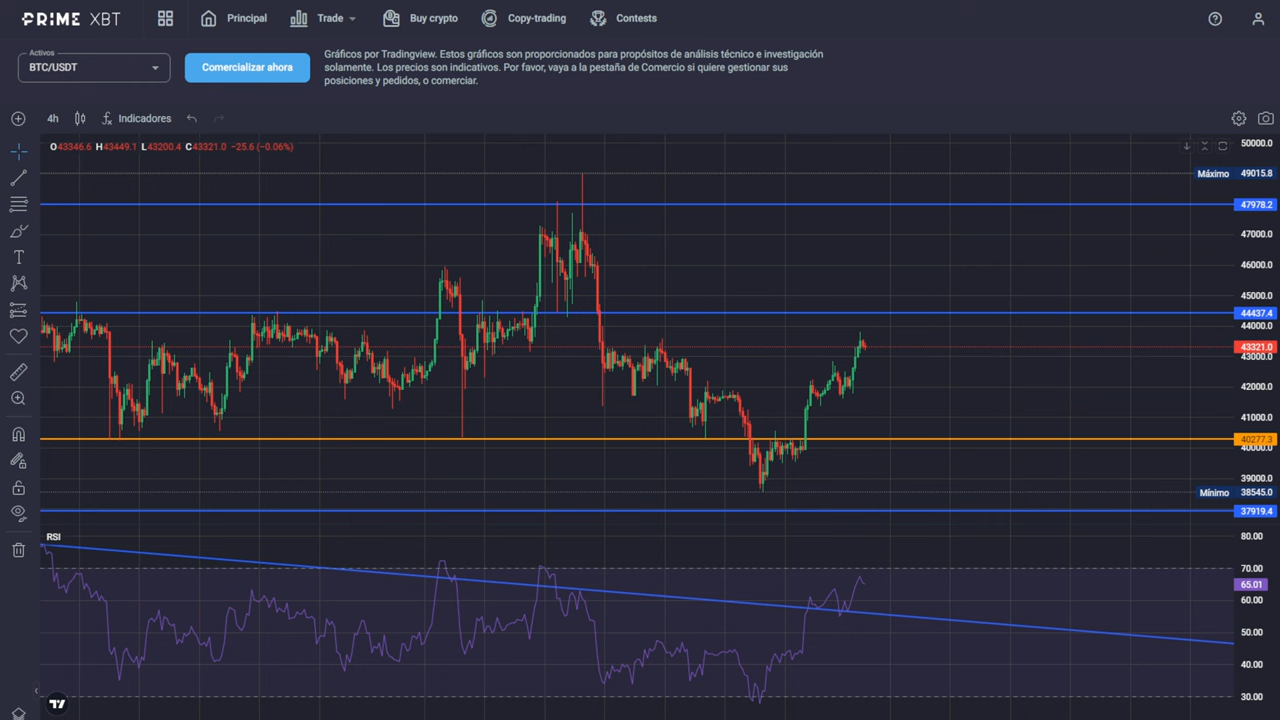 PRIME XBT
Principal
Trade
Buy crypto
Copy-trading
Contests
Activos
BTC/USDT
Comercializar ahora
Gráficos por Tradingview. Estos gráficos son proporcionados para propósitos de análisis técnico e investigación
solamente. Los precios son indicativos. Por favor, vaya a la pestaña de Comercio si quiere gestionar sus
posiciones y pedidos, o comerciar.
4h
Indicadores
O43346.6 H43449.1 L43200.4 C43321.0 −25.6 (−0.06%)
50000.0
Máximo 49015.8
47978.2
47000.0
46000.0
45000.0
44437.4
44000.0
43321.0
43000.0
42000.0
41000.0
40277.3
40000.0
39000.0
Mínimo 38545.0
37919.4
RSI
80.00
70.00
65.01
60.00
50.00
40.00
30.00